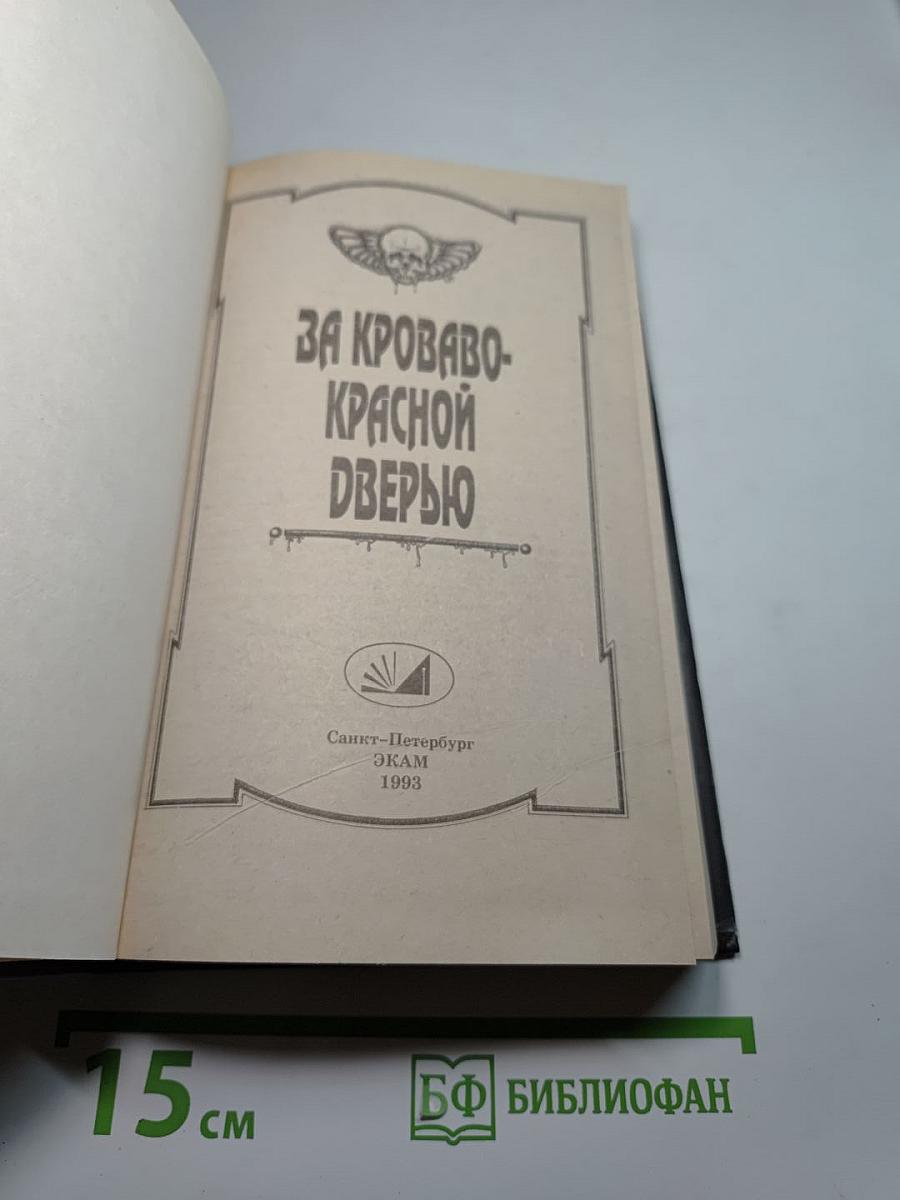 ЗА КРОВАВО-
КРАСНОЙ
ДВЕРЬЮ
Санкт-Петербург
ЭКАМ
1993
15 см
БФ БИБЛИОФАН